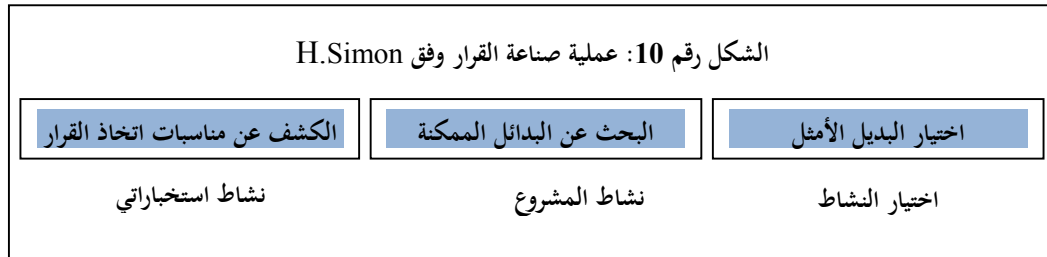 الشكل رقم 10: عملية صناعة القرار وفق H.Simon
اختيار البديل الأمثل
البحث عن البدائل الممكنة
الكشف عن مناسبات اتخاذ القرار
اختيار النشاط
نشاط المشروع
نشاط استخباراتي